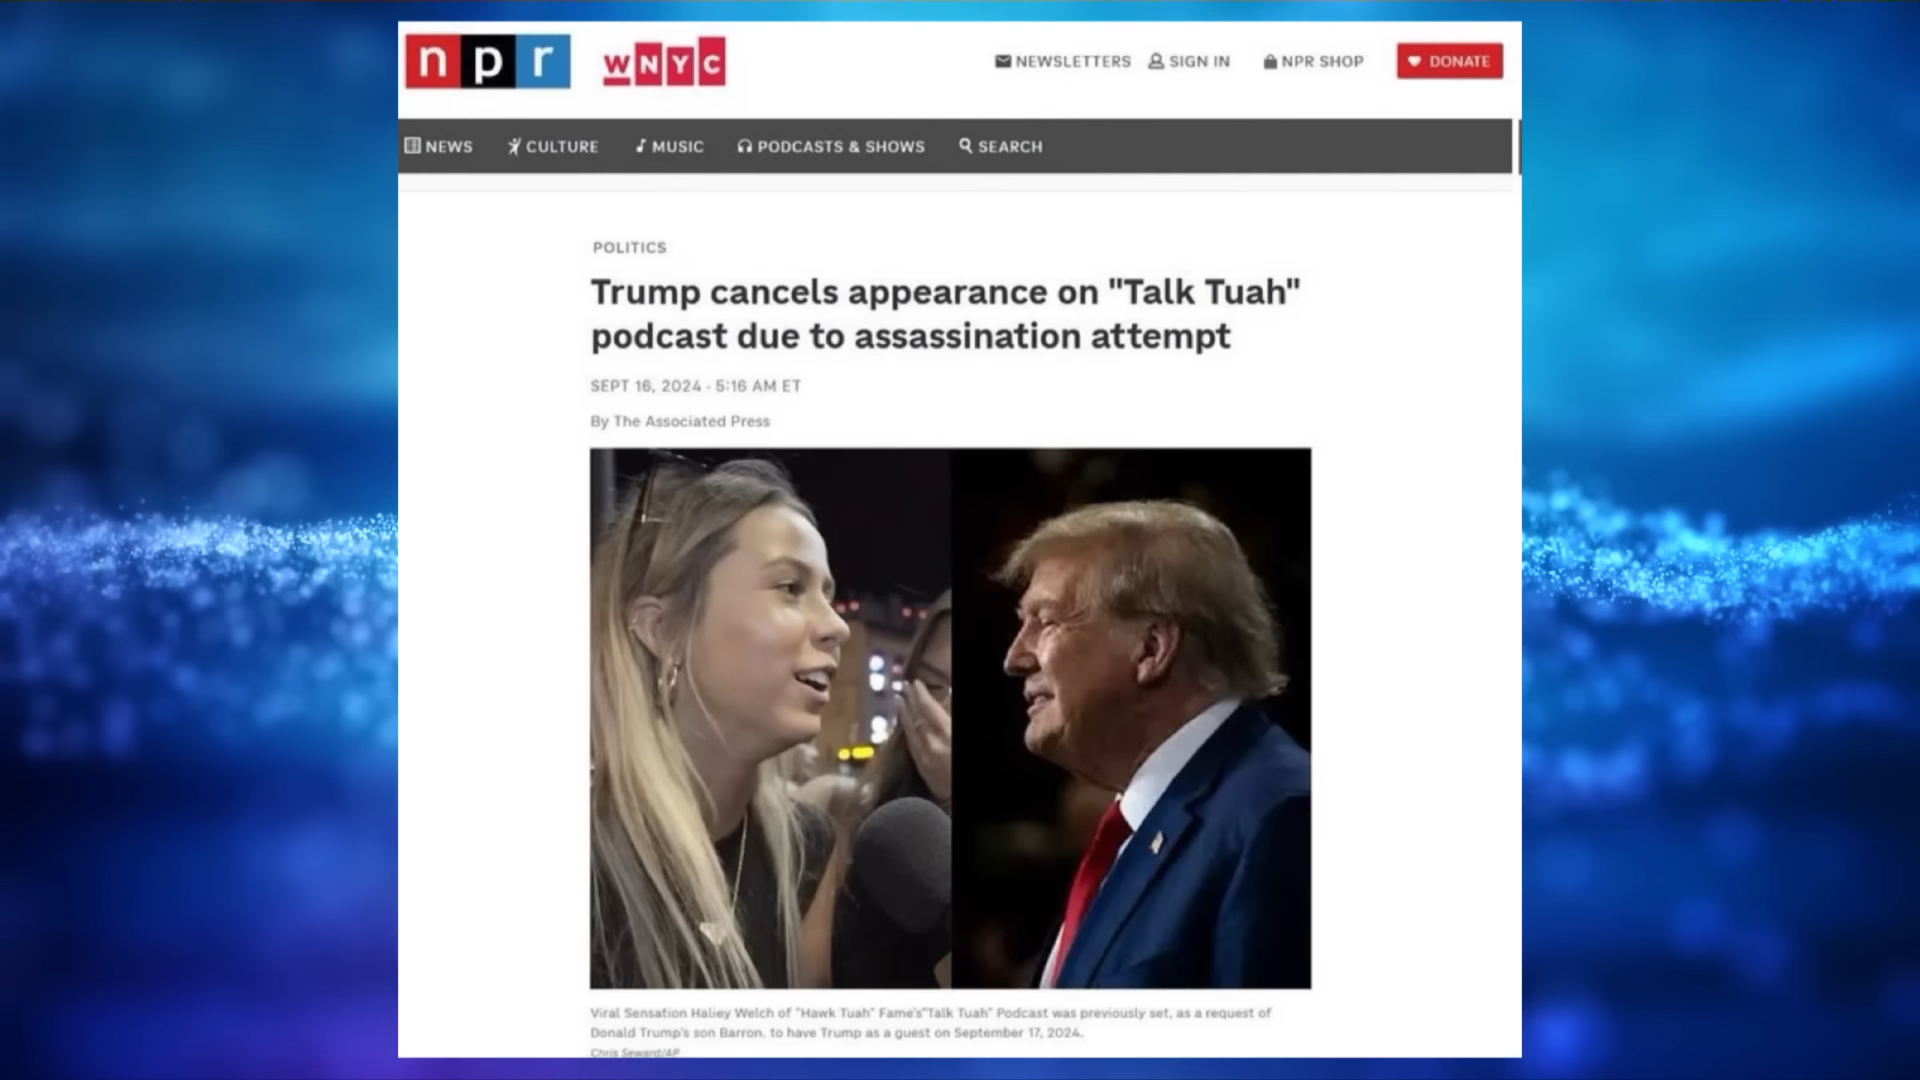 npr WNYC NEWSLETTERS SIGN IN NPR SHOP DONATE
NEWS CULTURE MUSIC PODCASTS & SHOWS SEARCH
POLITICS
Trump cancels appearance on "Talk Tuah"
podcast due to assassination attempt
SEPT 16, 2024 · 5:16 AM ET
By The Associated Press
Viral Sensation Haliey Welch of "Hawk Tuah" Fame's"Talk Tuah" Podcast was previously set, as a request of
Donald Trump's son Barron. to have Trump as a guest on September 17, 2024.
Chris Seward/AP